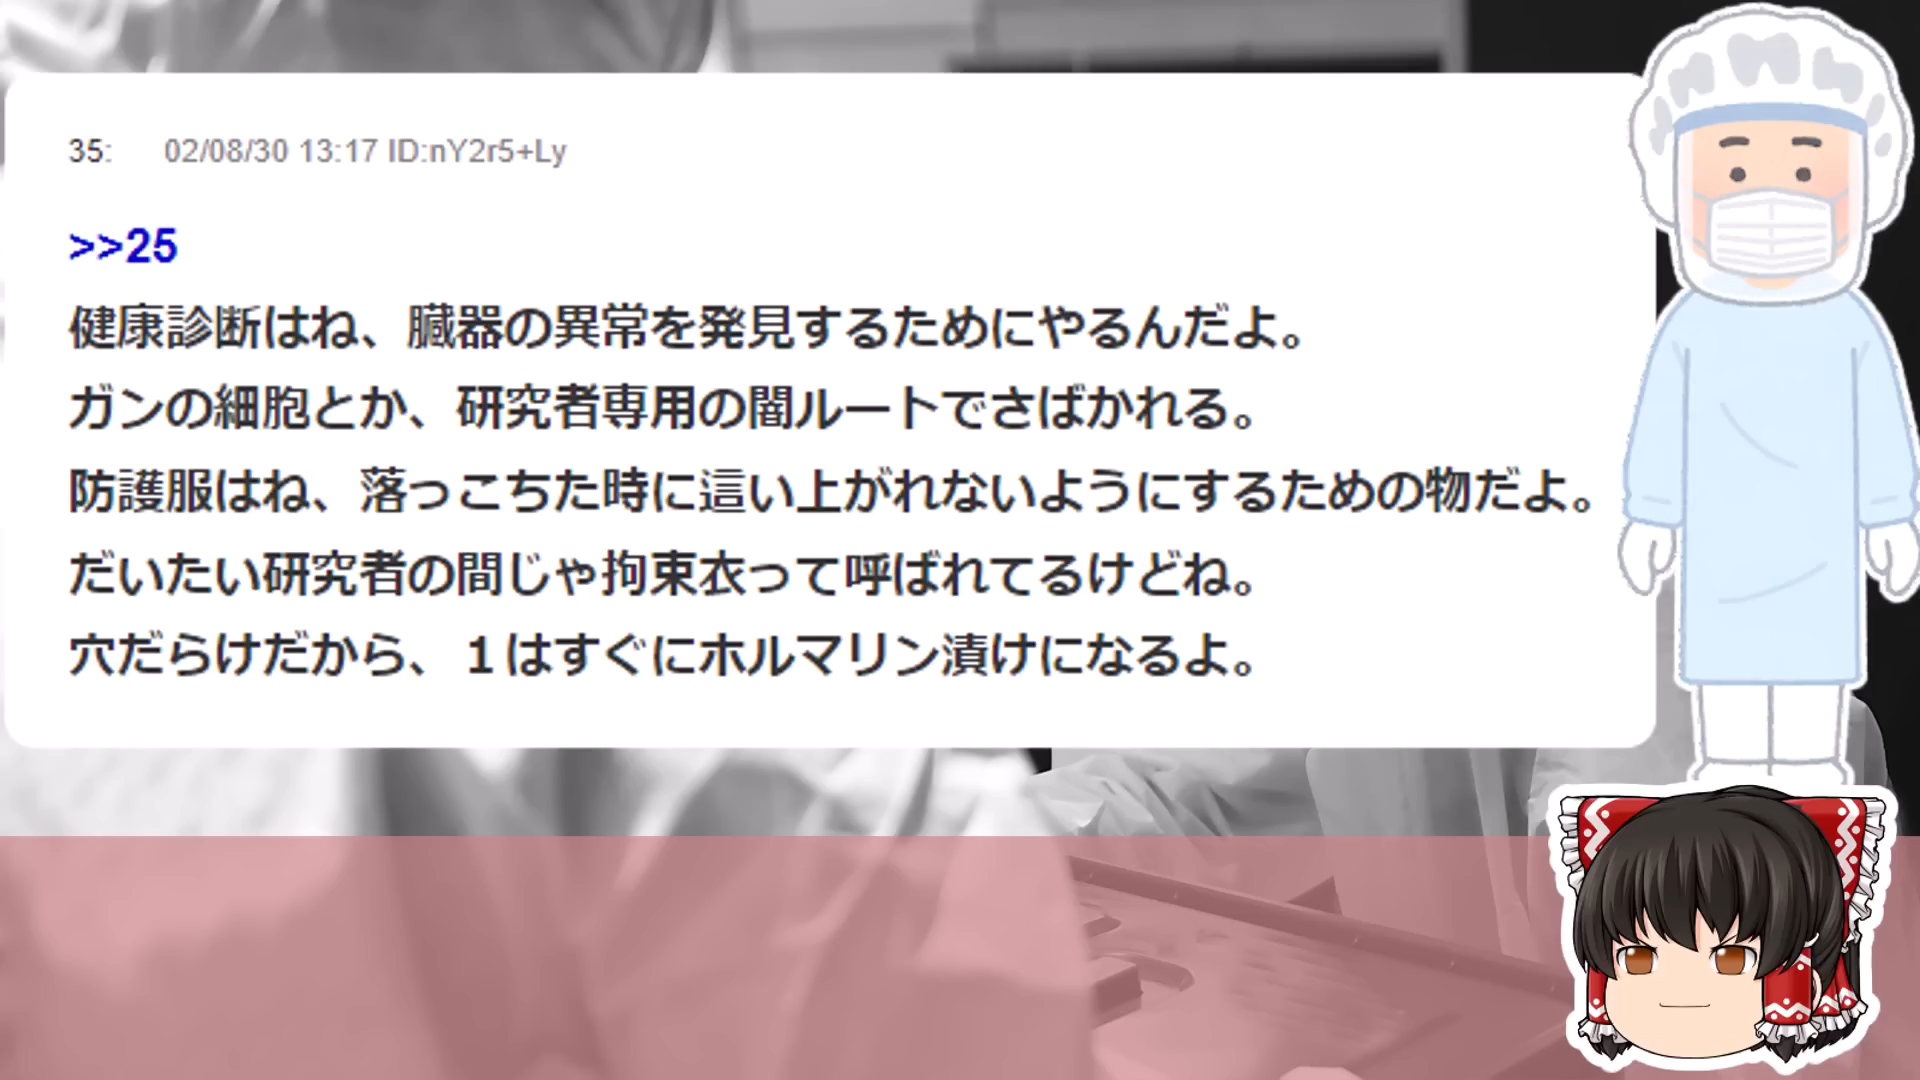 35: 02/08/30 13:17 ID:nY2r5+Ly
>>25
健康診断はね、臓器の異常を発見するためにやるんだよ。
ガンの細胞とか、研究者専用の闇ルートでさばかれる。
防護服はね、落っこちた時に這い上がれないようにするための物だよ。
だいたい研究者の間じゃ拘束衣って呼ばれてるけどね。
穴だらけだから、１はすぐにホルマリン漬けになるよ。